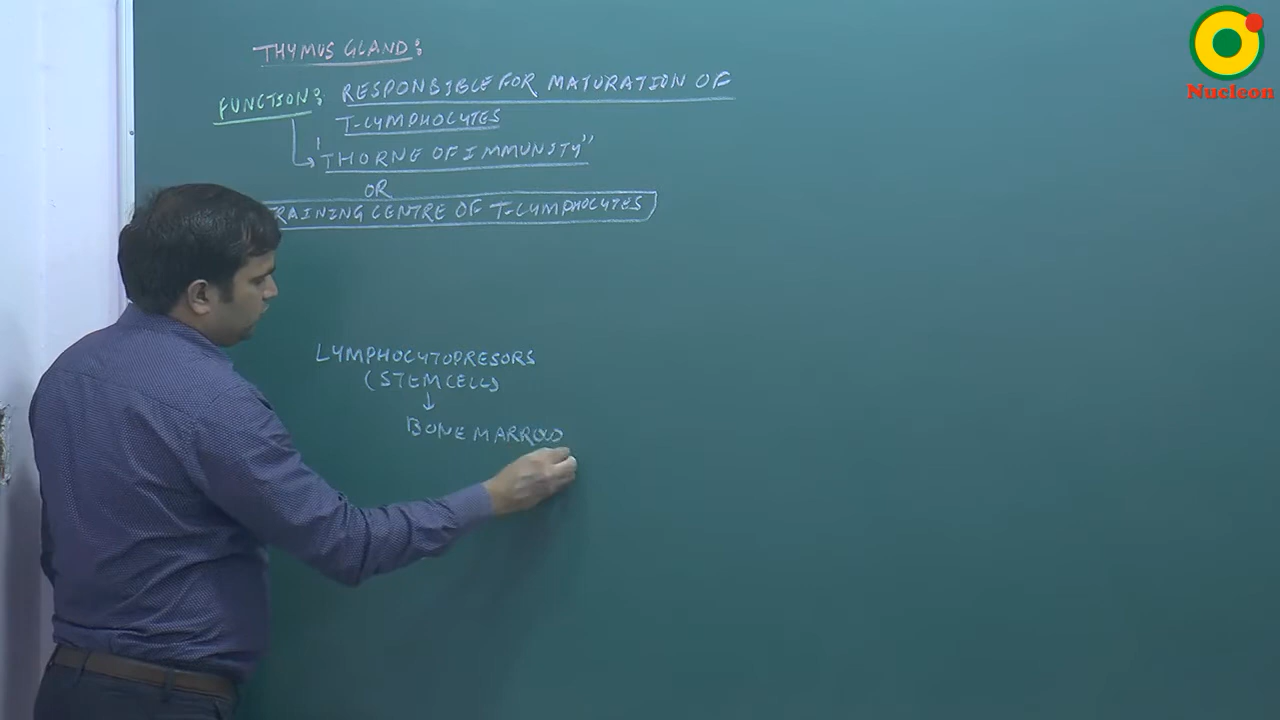 THYMUS GLAND:
FUNCTION: RESPONSIBLE FOR MATURATION OF
T-LYMPHOCYTES
'THORNE OF IMMUNITY"
OR
RAINING CENTRE OF T-LYMPHOCYTES
LYMPHOCYTOPRESORS
(STEM CELL)
BONE MARROW
Nucleon